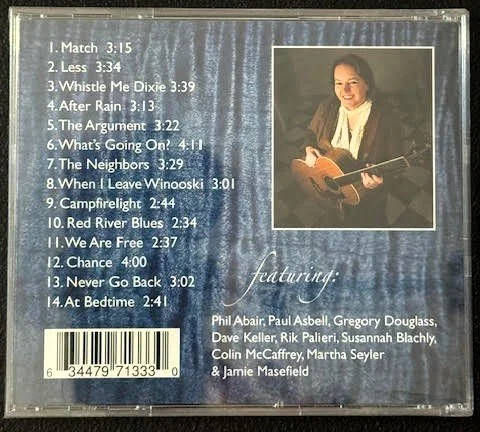 1. Match 3:15
2. Less 3:34
3. Whistle Me Dixie 3:39
4. After Rain 3:13
5. The Argument 3:22
6. What's Going On? 4:11
7. The Neighbors 3:29
8. When I Leave Winooski 3:01
9. Campfirelight 2:44
10. Red River Blues 2:34
11. We Are Free 2:37
12. Chance 4:00
13. Never Go Back 3:02
14. At Bedtime 2:41
featuring:
Phil Abair, Paul Asbell, Gregory Douglass,
Dave Keller, Rik Palieri, Susannah Blachly,
Colin McCaffrey, Martha Seyler
& Jamie Masefield
6 34479 71333 0